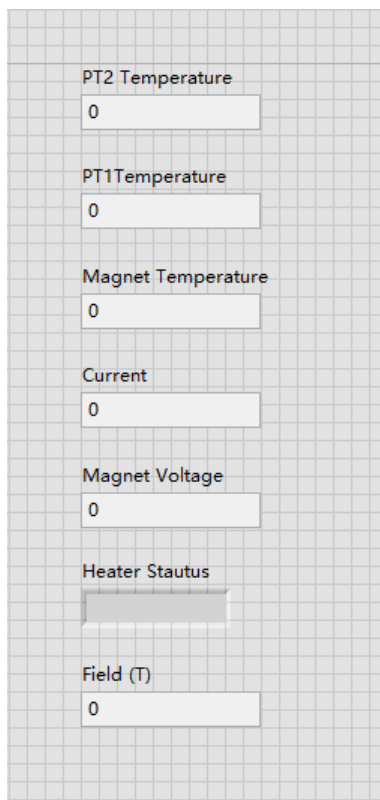 PT2 Temperature
0
PT1Temperature
0
Magnet Temperature
0
Current
0
Magnet Voltage
0
Heater Stautus
Field (T)
0